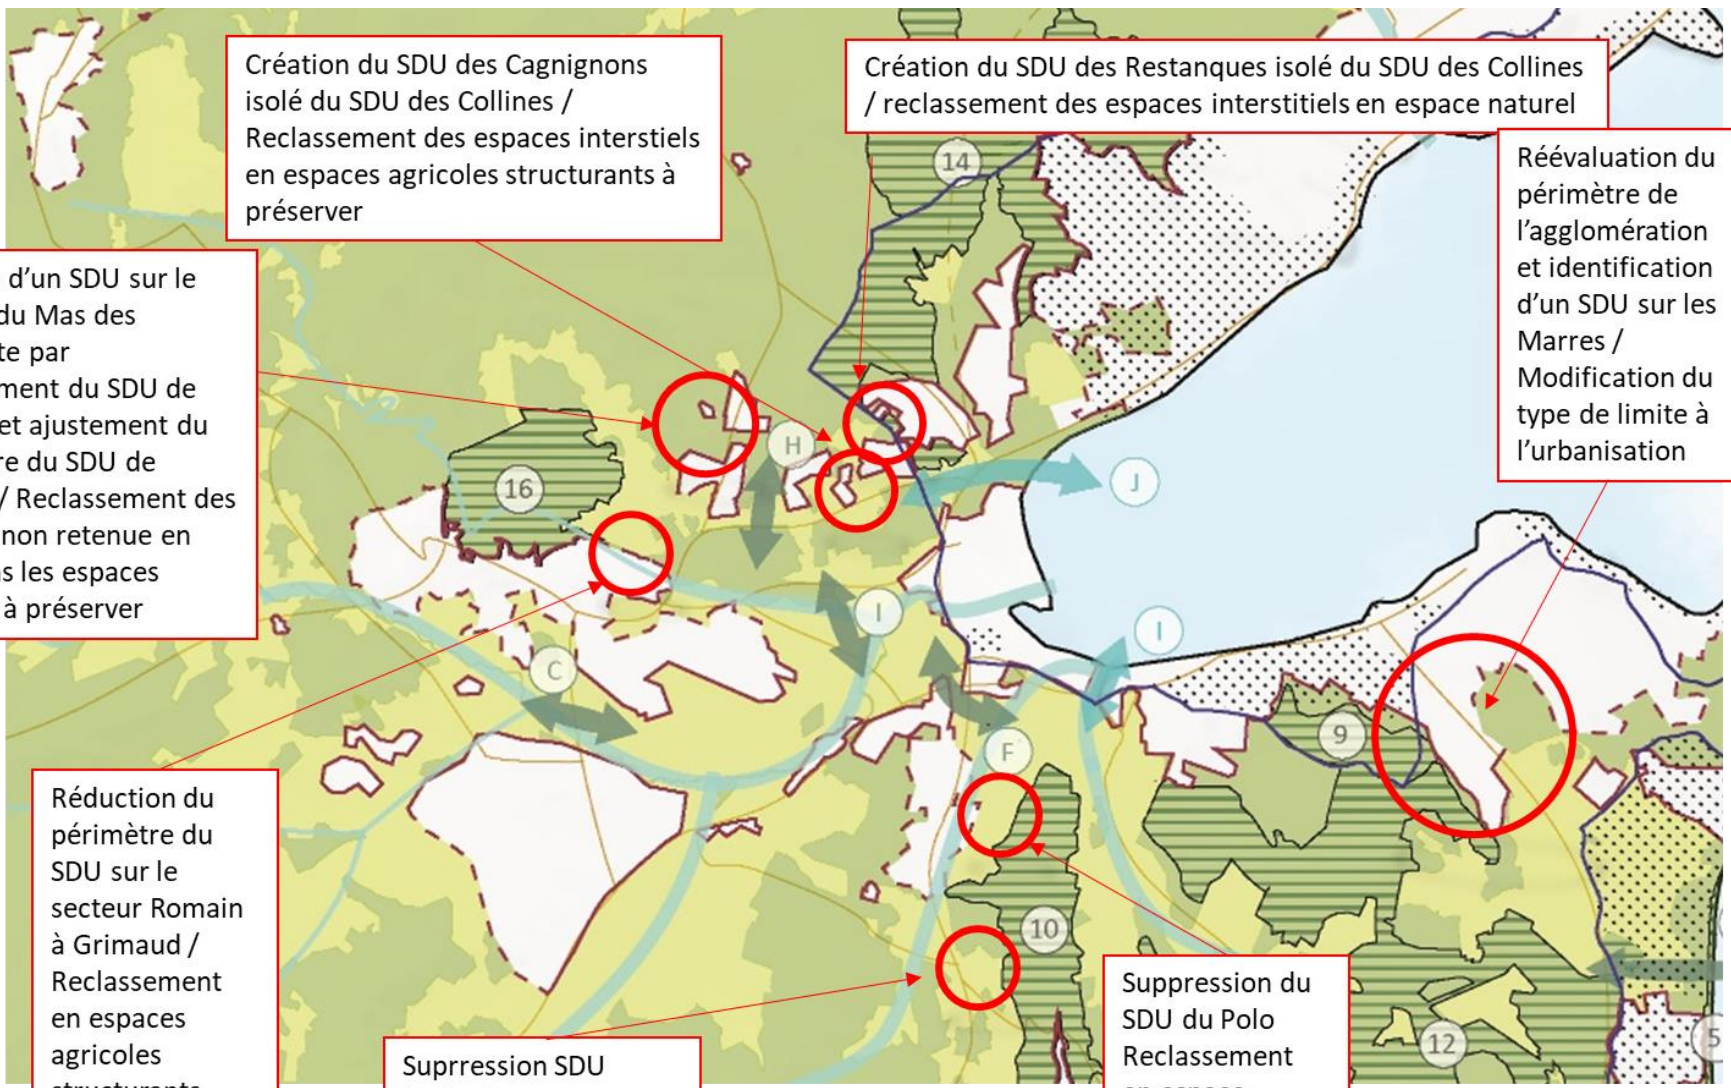 Création du SDU des Cagnignons
isolé du SDU des Collines /
Reclassement des espaces interstiels
en espaces agricoles structurants à
préserver
Création du SDU des Restanques isolé du SDU des Collines
/ reclassement des espaces interstitiels en espace naturel
Réévaluation du
périmètre de
l’agglomération
et identification
d’un SDU sur les
Marres /
Modification du
type de limite à
l’urbanisation
d’un SDU sur le
du Mas des
te par
ment du SDU de
et ajustement du
re du SDU de
/ Reclassement des
non retenue en
s les espaces
à préserver
Réduction du
périmètre du
SDU sur le
secteur Romain
à Grimaud /
Reclassement
en espaces
agricoles
structurants
Suprression SDU
Suppression du
SDU du Polo
Reclassement
en espace
14
H
16
J
I
I
C
9
F
10
12
5